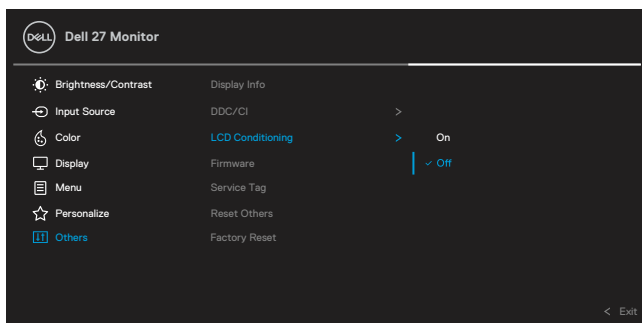 DELL Dell 27 Monitor
Brightness/Contrast Display Info
Input Source DDC/CI >
Color LCD Conditioning > On
Display Firmware ✓ Off
Menu Service Tag
Personalize Reset Others
Others Factory Reset
< Exit